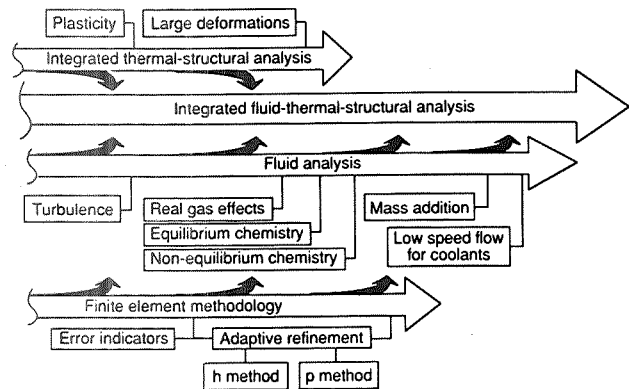 Plasticity
Large deformations
Integrated thermal-structural analysis
Integrated fluid-thermal-structural analysis
Fluid analysis
Turbulence
Real gas effects
Equilibrium chemistry
Non-equilibrium chemistry
Mass addition
Low speed flow
for coolants
Finite element methodology
Error indicators
Adaptive refinement
h method
p method